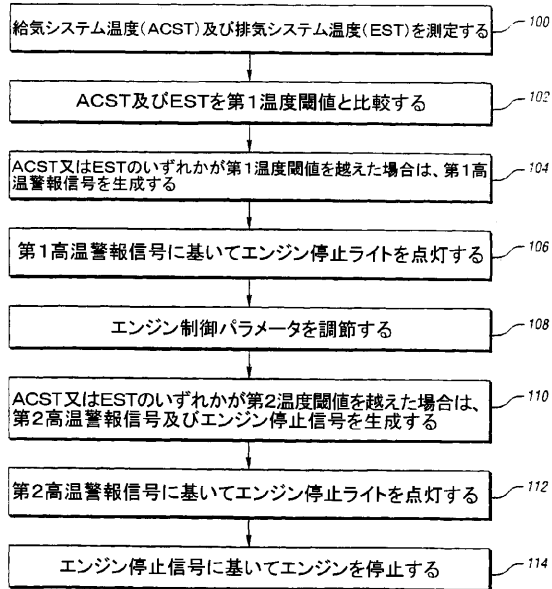 給気システム温度(ACST)及び排気システム温度(EST)を測定する
100
ACST及びESTを第1温度閾値と比較する
102
ACST又はESTのいずれかが第1温度閾値を越えた場合は、第1高
温警報信号を生成する
104
第1高温警報信号に基いてエンジン停止ライトを点灯する
106
エンジン制御パラメータを調節する
108
ACST又はESTのいずれかが第2温度閾値を越えた場合は、
第2高温警報信号及びエンジン停止信号を生成する
110
第2高温警報信号に基いてエンジン停止ライトを点灯する
112
エンジン停止信号に基いてエンジンを停止する
114